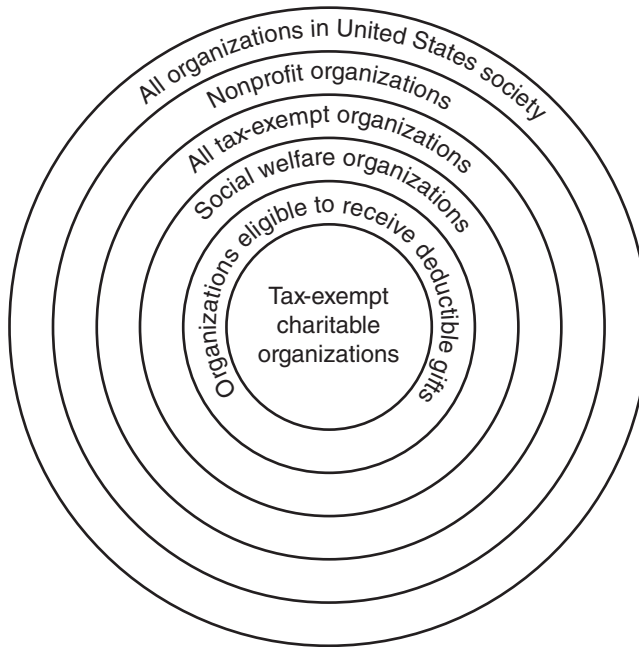 All organizations in United States society
Nonprofit organizations
All tax-exempt organizations
Social welfare organizations
Organizations eligible to receive deductible gifts
Tax-exempt
charitable
organizations